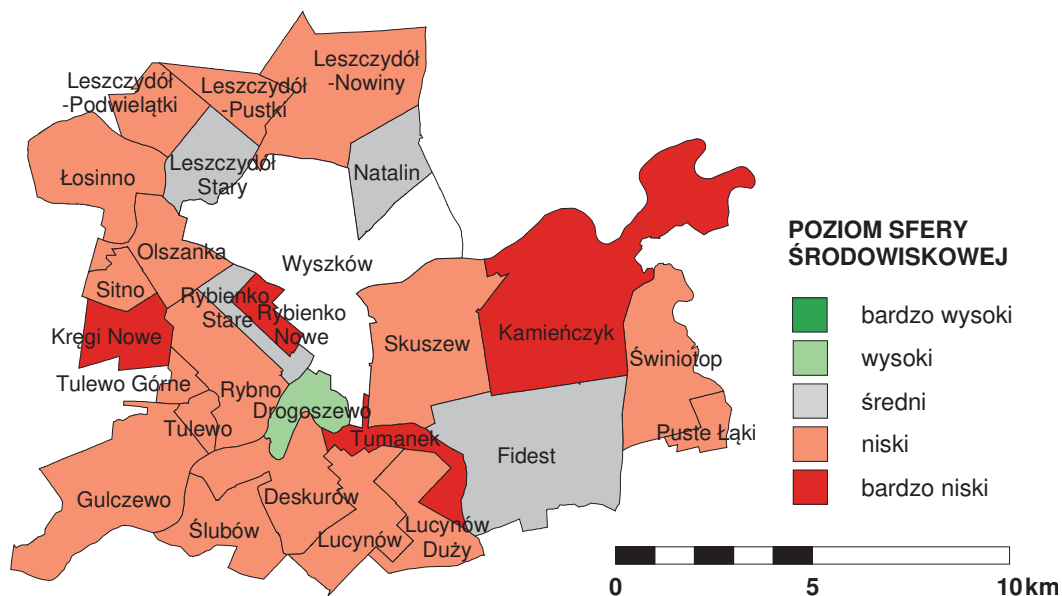 Leszczydół
-Nowiny
Leszczydół
-Podwielątki
Leszczydół
-Pustki
Leszczydół
Stary
Natalin
Łosinno
Olszanka
Wyszków
Sitno
Rybienko
Stare
Rybienko
Nowe
Kręgi Nowe
Skuszew
Kamieńczyk
Świniotop
Tulewo Górne
Rybno
Drogoszewo
Tulewo
Tumanek
Puste Łąki
Fidest
Gulczewo
Deskurów
Ślubów
Lucynów
Lucynów
Duży
POZIOM SFERY
ŚRODOWISKOWEJ
bardzo wysoki
wysoki
średni
niski
bardzo niski
0 5 10 km